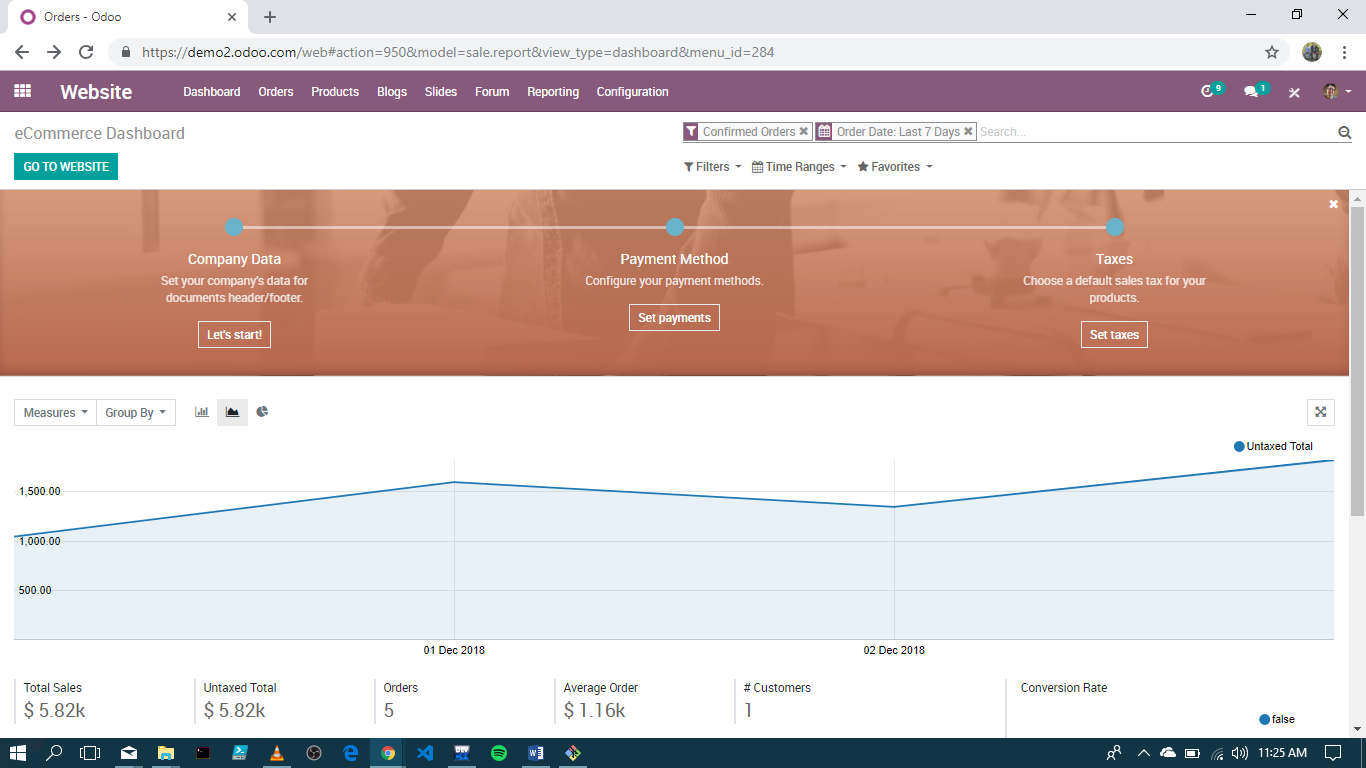 Orders - Odoo
https://demo2.odoo.com/web#action=950&model=sale.report&view_type=dashboard&menu_id=284
Website Dashboard Orders Products Blogs Slides Forum Reporting Configuration 9 1
eCommerce Dashboard
Confirmed Orders Order Date: Last 7 Days Search...
GO TO WEBSITE
Filters Time Ranges Favorites
Company Data
Set your company's data for
documents header/footer.
Let's start!
Payment Method
Configure your payment methods.
Set payments
Taxes
Choose a default sales tax for your
products.
Set taxes
Measures Group By
Untaxed Total
1,500.00
1,000.00
500.00
01 Dec 2018 02 Dec 2018
Total Sales
$ 5.82k
Untaxed Total
$ 5.82k
Orders
5
Average Order
$ 1.16k
# Customers
1
Conversion Rate
false
11:25 AM